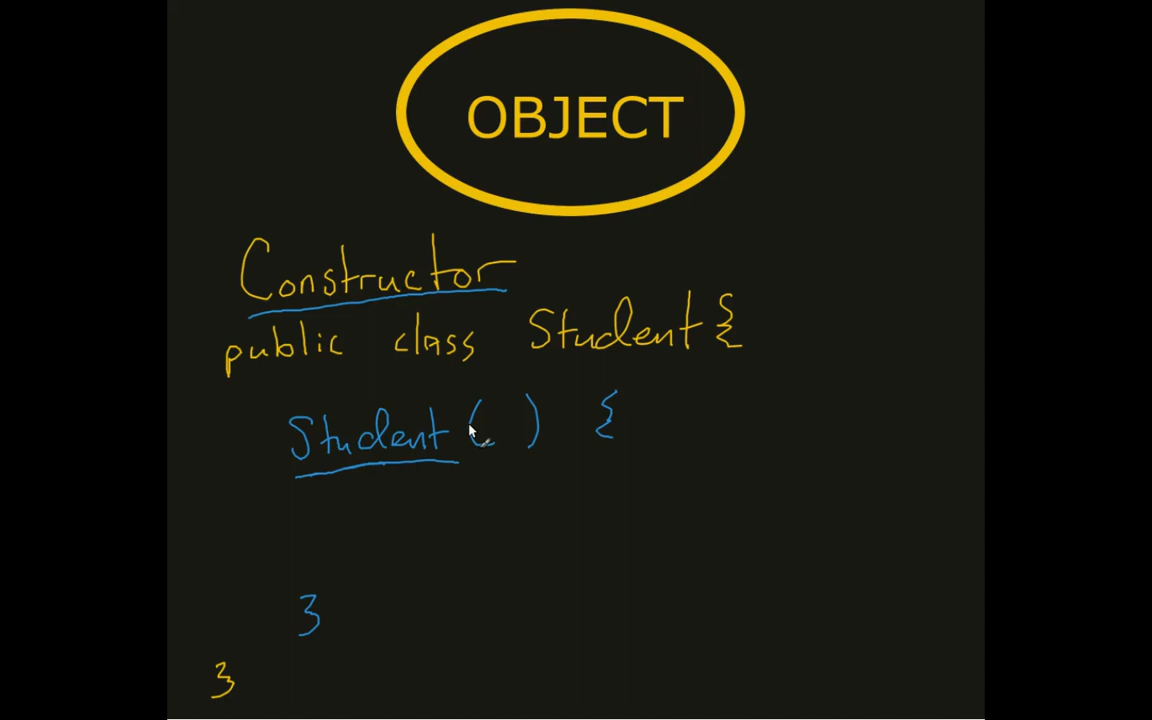 OBJECT
Constructor
public class Student {
Student ( ) {
}
}